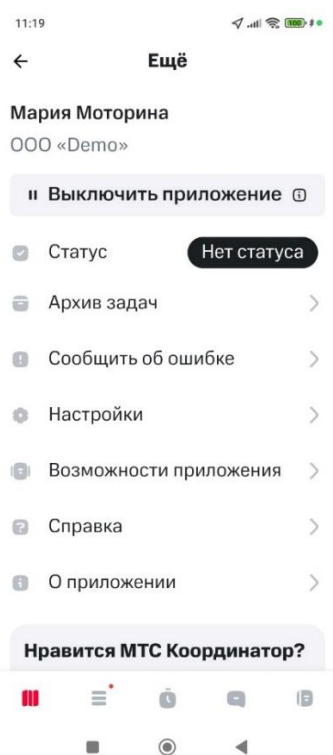 11:19
100
Ещё
Мария Моторина
ООО «Demo»
Выключить приложение
Статус
Нет статуса
Архив задач
Сообщить об ошибке
Настройки
Возможности приложения
Справка
О приложении
Нравится МТС Координатор?